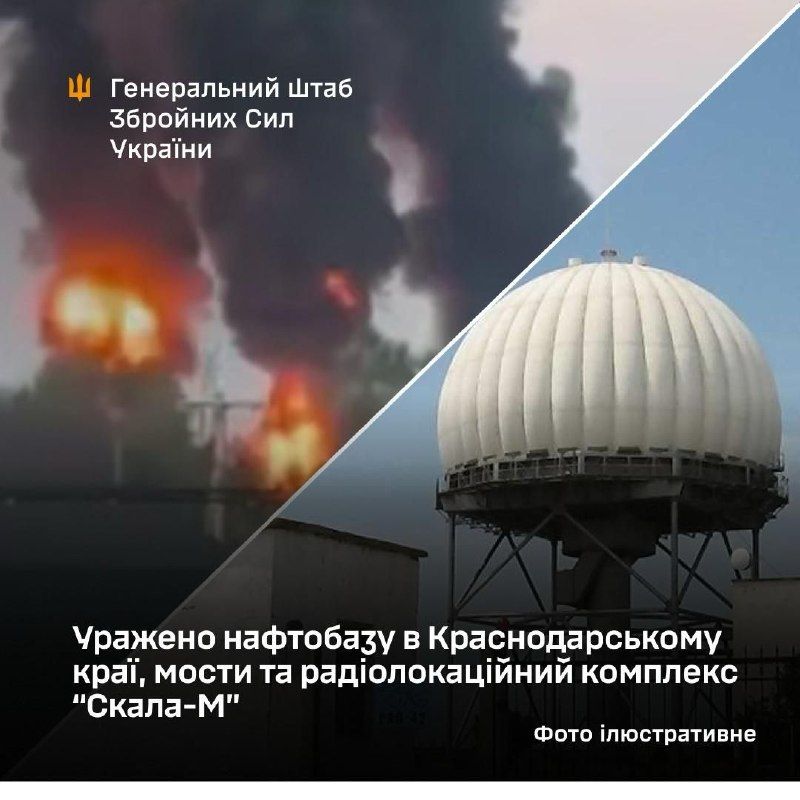 Генеральний штаб
Збройних Сил
України
Уражено нафтобазу в Краснодарському
краї, мости та радіолокаційний комплекс
“Скала-М”
Фото ілюстративне